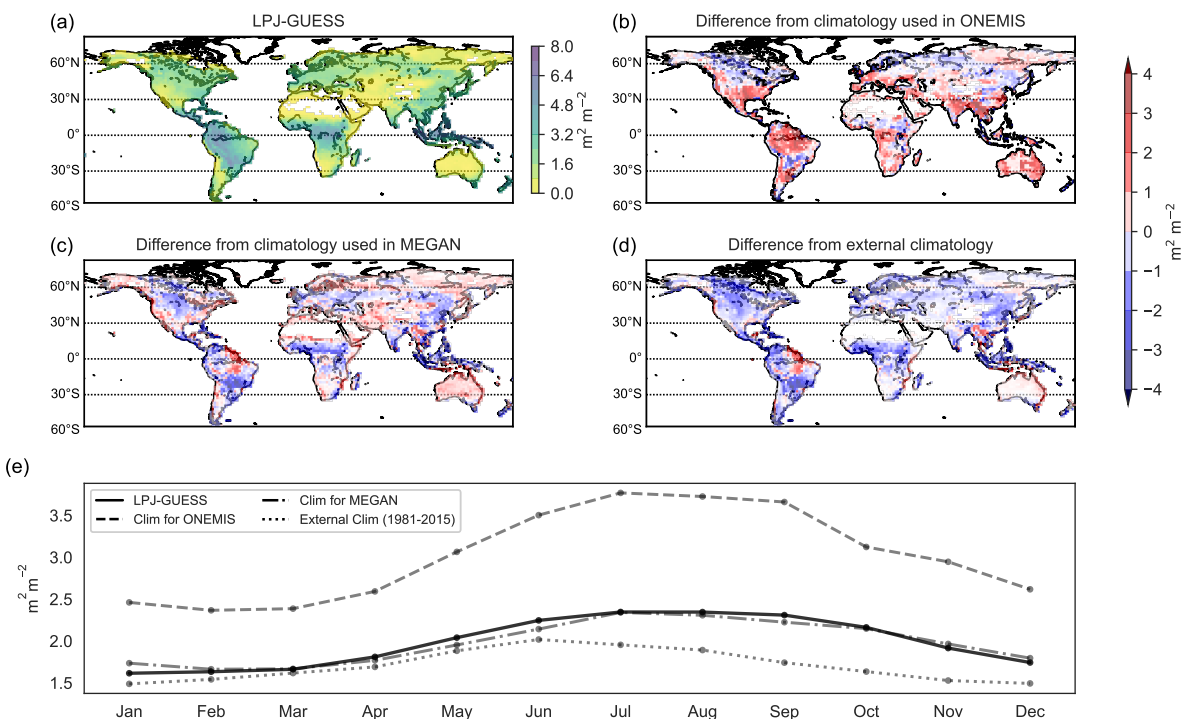 (a) LPJ-GUESS
60°N
30°N
0°
30°S
60°S
8.0
6.4
4.8
3.2
1.6
0.0
m² m⁻²
(b) Difference from climatology used in ONEMIS
60°N
30°N
0°
30°S
60°S
(c) Difference from climatology used in MEGAN
60°N
30°N
0°
30°S
60°S
(d) Difference from external climatology
60°N
30°N
0°
30°S
60°S
4
3
2
1
0
−1
−2
−3
−4
m² m⁻²
(e)
LPJ-GUESS
Clim for ONEMIS
Clim for MEGAN
External Clim (1981-2015)
3.5
3.0
2.5
2.0
1.5
m² m⁻²
Jan Feb Mar Apr May Jun Jul Aug Sep Oct Nov Dec